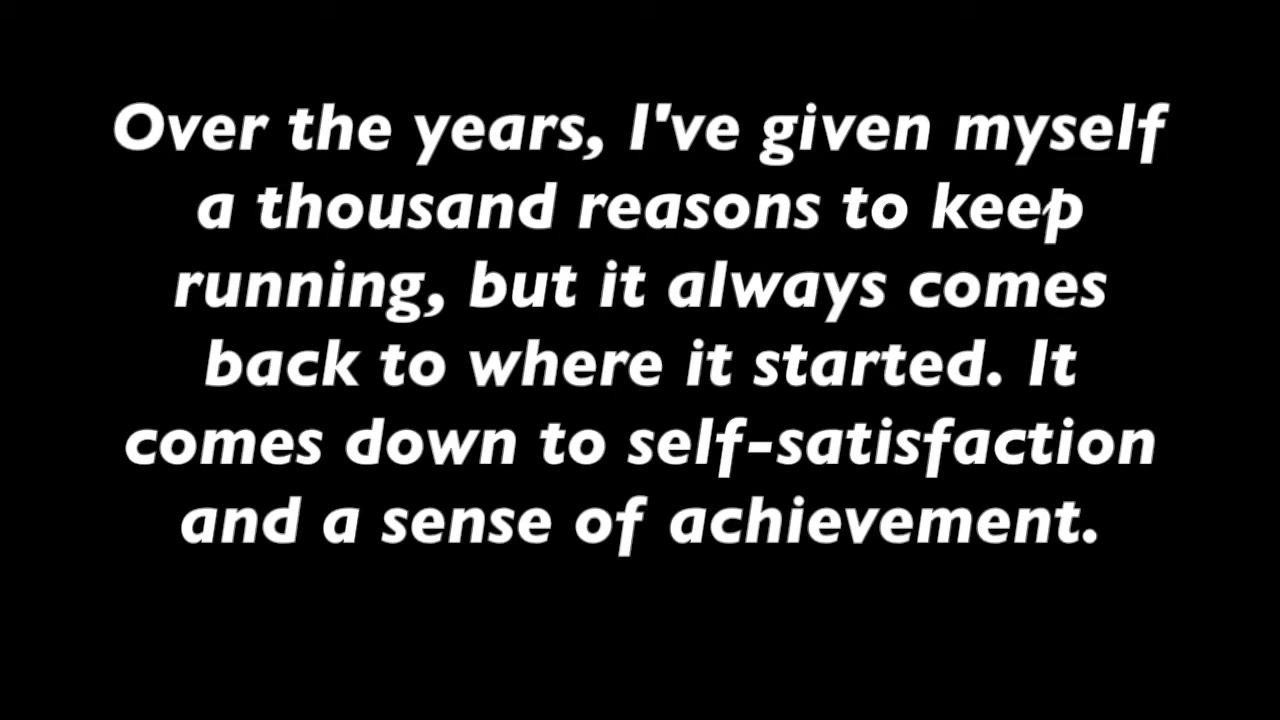 Over the years, I've given myself
a thousand reasons to keep
running, but it always comes
back to where it started. It
comes down to self-satisfaction
and a sense of achievement.